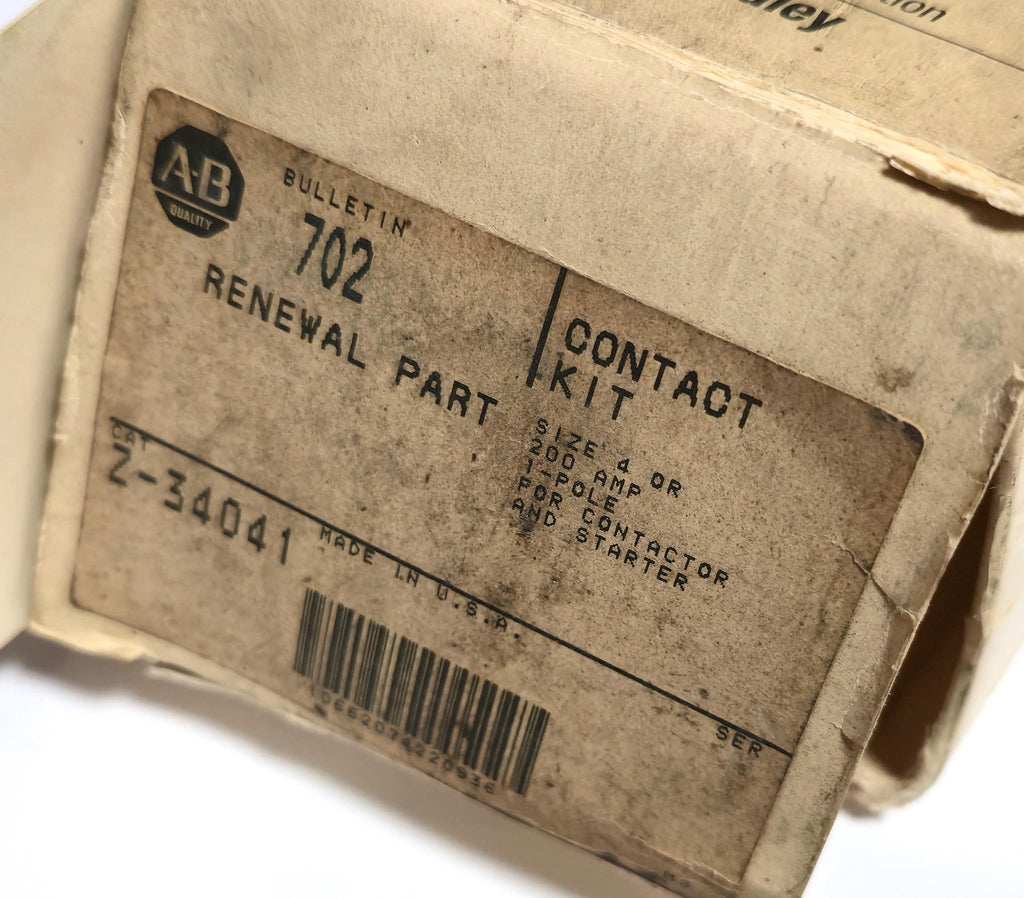 A-B
QUALITY
BULLETIN
702
RENEWAL PART
CONTACT
KIT
SIZE 4 OR
200 AMP
1-POLE
FOR CONTACTOR
AND STARTER
CAT
Z-34041
MADE IN U.S.A.
SER